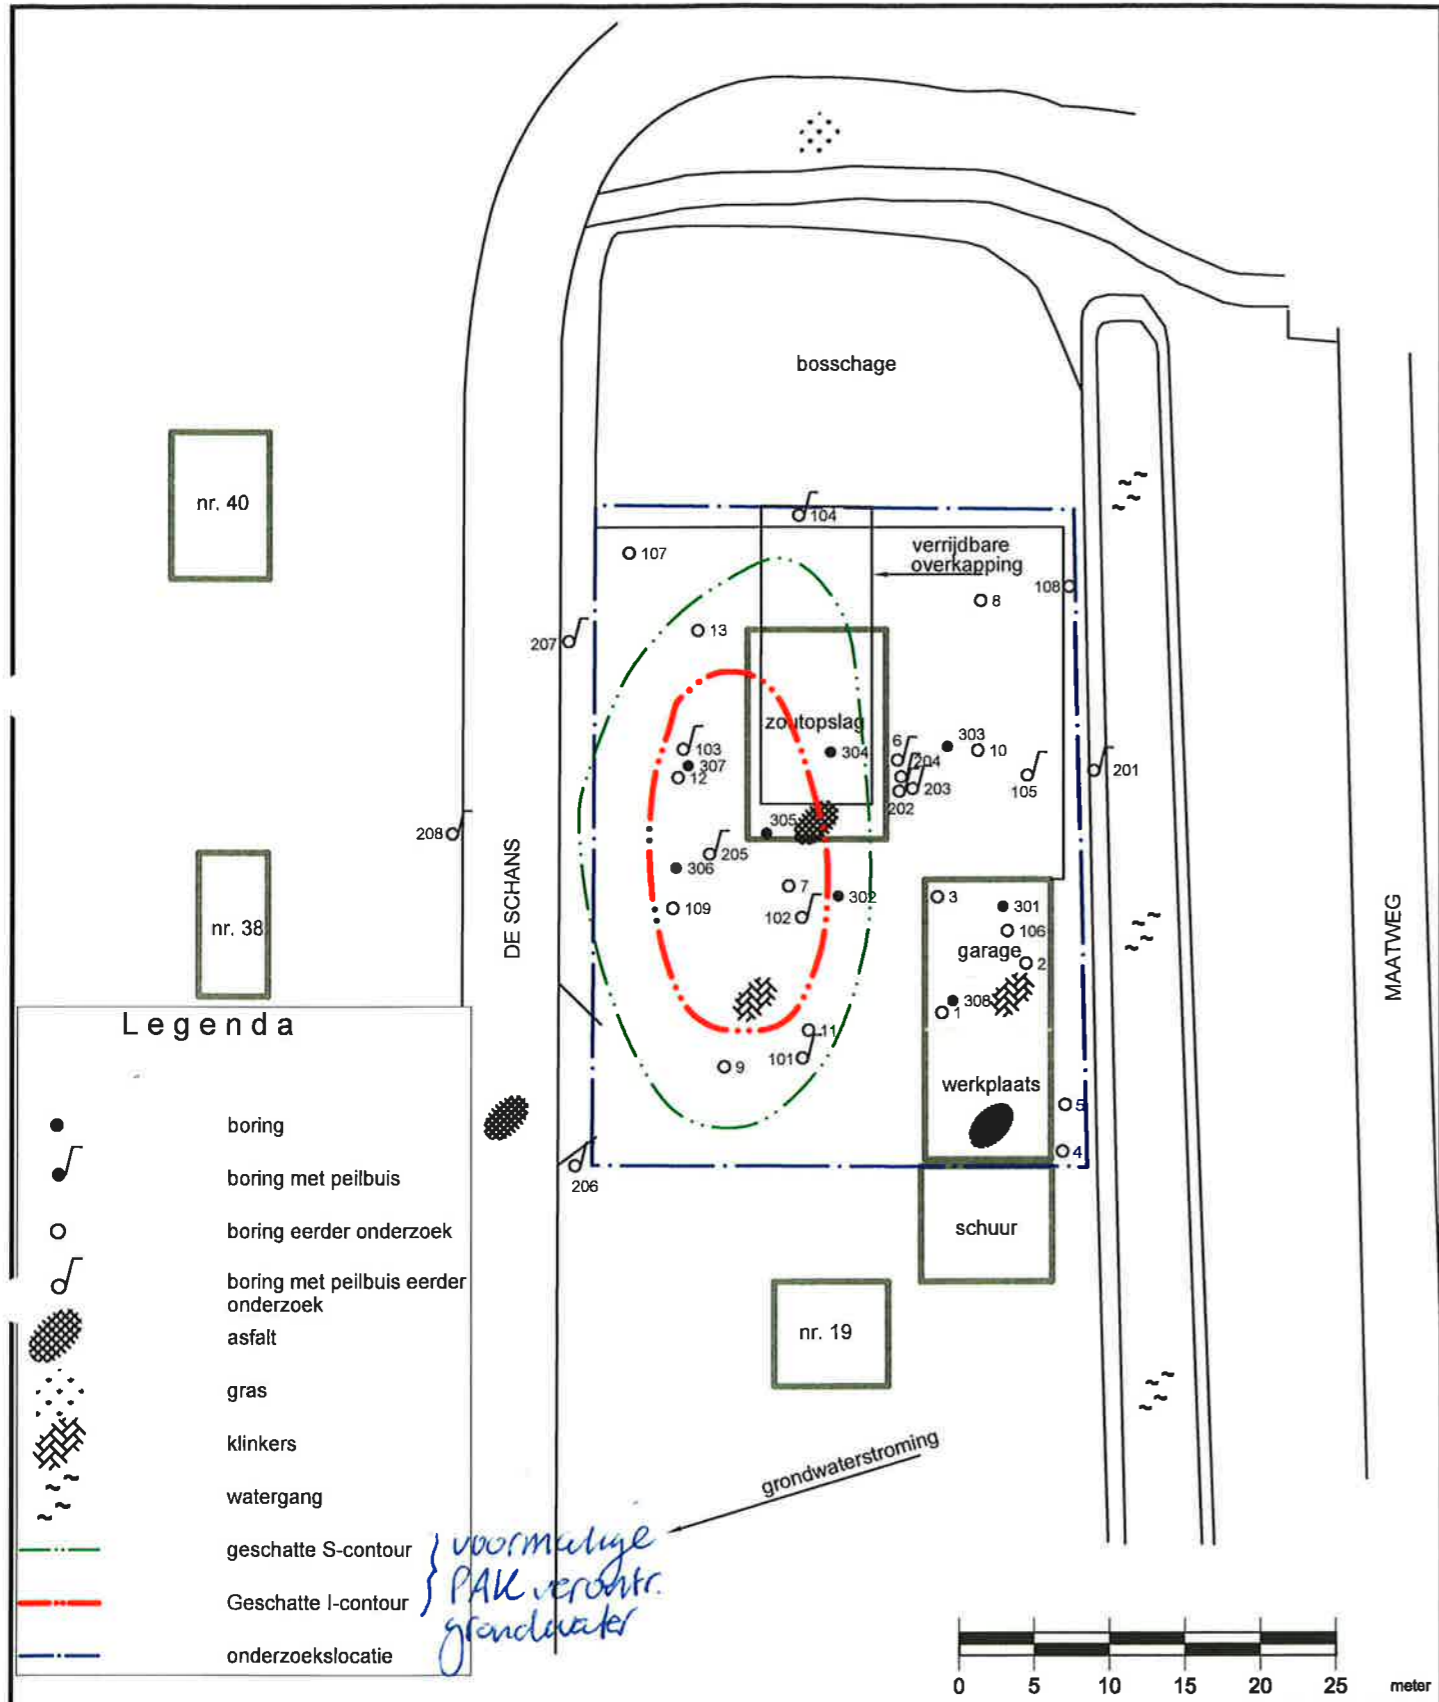 bosschage
nr. 40
104
107
verrijdbare
overkapping
108
8
13
207
zoutopslag
103
307
12
304
6
204
303
10
203
202
105
201
208
305
205
306
7
109
102
302
3
301
106
garage
2
308
1
nr. 38
DE SCHANS
MAATWEG
11
101
9
werkplaats
5
4
206
schuur
nr. 19
grondwaterstroming
Legenda
boring
boring met peilbuis
boring eerder onderzoek
boring met peilbuis eerder
onderzoek
asfalt
gras
klinkers
watergang
geschatte S-contour
Geschatte I-contour
onderzoekslocatie
voormalige
PAK verontr.
grondwater
0 5 10 15 20 25 meter